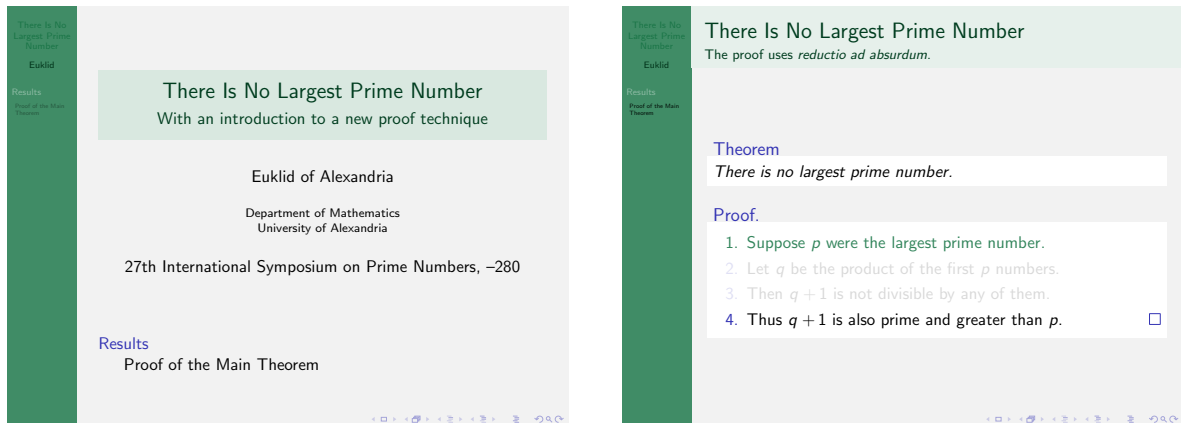 There Is No
Largest Prime
Number
Euklid
Results
Proof of the Main
Theorem
There Is No Largest Prime Number
With an introduction to a new proof technique
Euklid of Alexandria
Department of Mathematics
University of Alexandria
27th International Symposium on Prime Numbers, –280
Results
Proof of the Main Theorem
There Is No
Largest Prime
Number
Euklid
Results
Proof of the Main
Theorem
There Is No Largest Prime Number
The proof uses reductio ad absurdum.
Theorem
There is no largest prime number.
Proof.
1. Suppose p were the largest prime number.
2. Let q be the product of the first p numbers.
3. Then q + 1 is not divisible by any of them.
4. Thus q + 1 is also prime and greater than p.